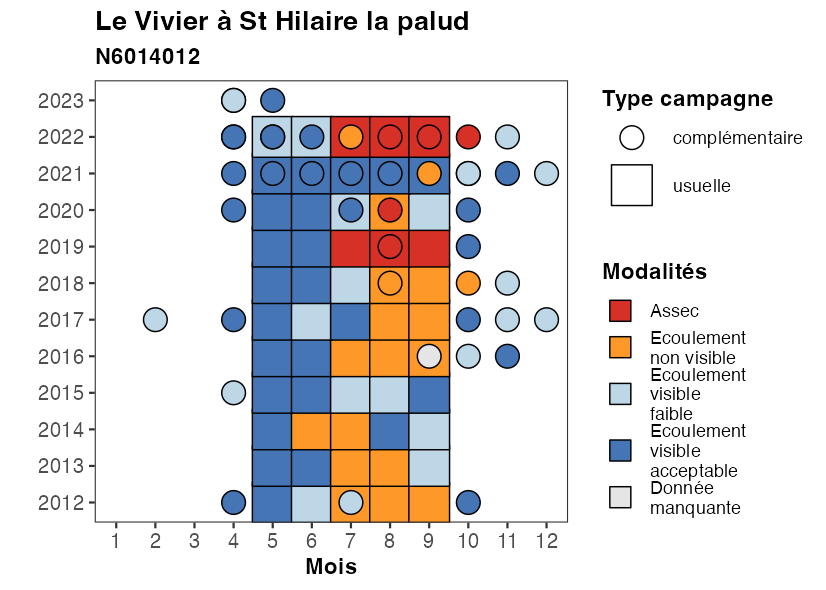 Le Vivier à St Hilaire la palud
N6014012
2023
2022
2021
2020
2019
2018
2017
2016
2015
2014
2013
2012
1 2 3 4 5 6 7 8 9 10 11 12
Mois
Type campagne
complémentaire
usuelle
Modalités
Assec
Ecoulement
non visible
Ecoulement
visible
faible
Ecoulement
visible
acceptable
Donnée
manquante